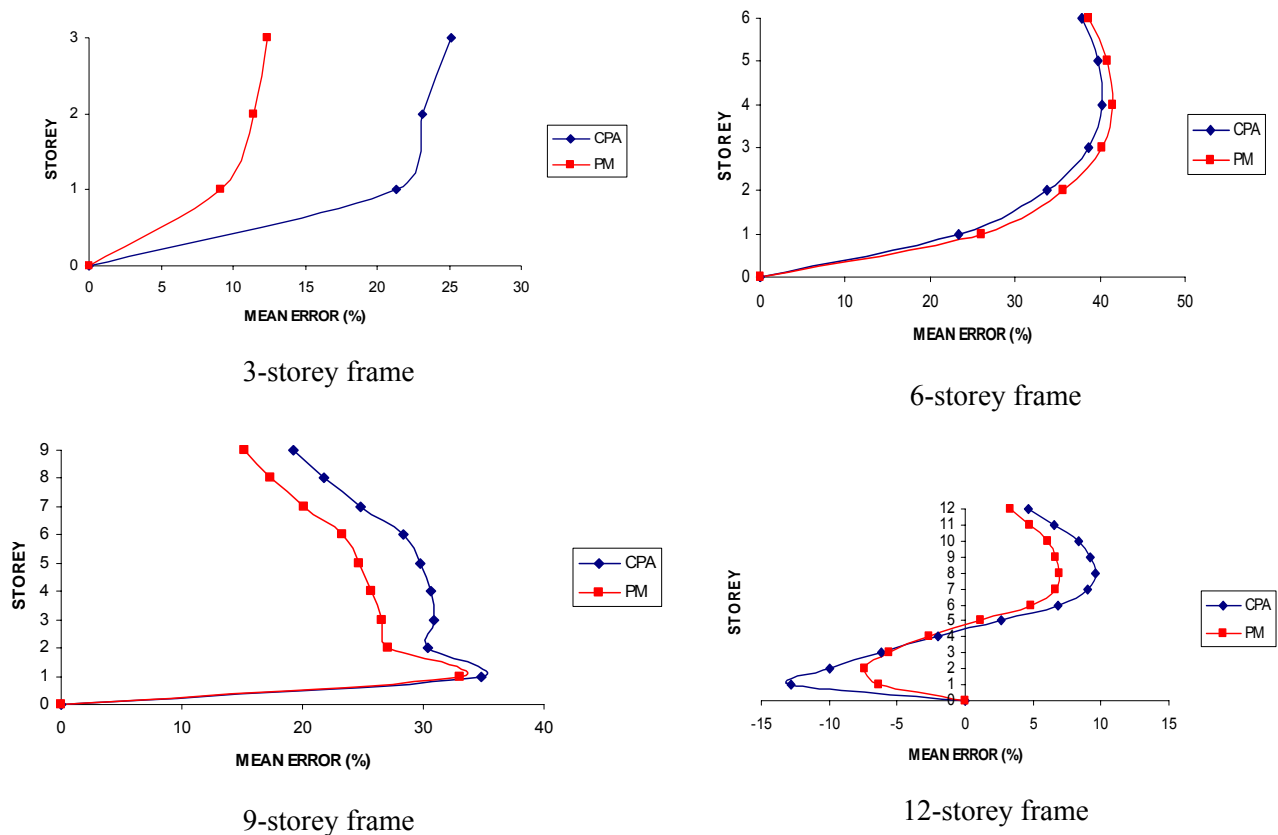 3
2
1
0
STOREY
0 5 10 15 20 25 30
MEAN ERROR (%)
CPA
PM
3-storey frame
6
5
4
3
2
1
0
STOREY
0 10 20 30 40 50
MEAN ERROR (%)
CPA
PM
6-storey frame
9
8
7
6
5
4
3
2
1
0
STOREY
0 10 20 30 40
MEAN ERROR (%)
CPA
PM
9-storey frame
12
11
10
9
8
7
6
5
4
3
2
1
0
STOREY
-15 -10 -5 0 5 10 15
MEAN ERROR (%)
CPA
PM
12-storey frame